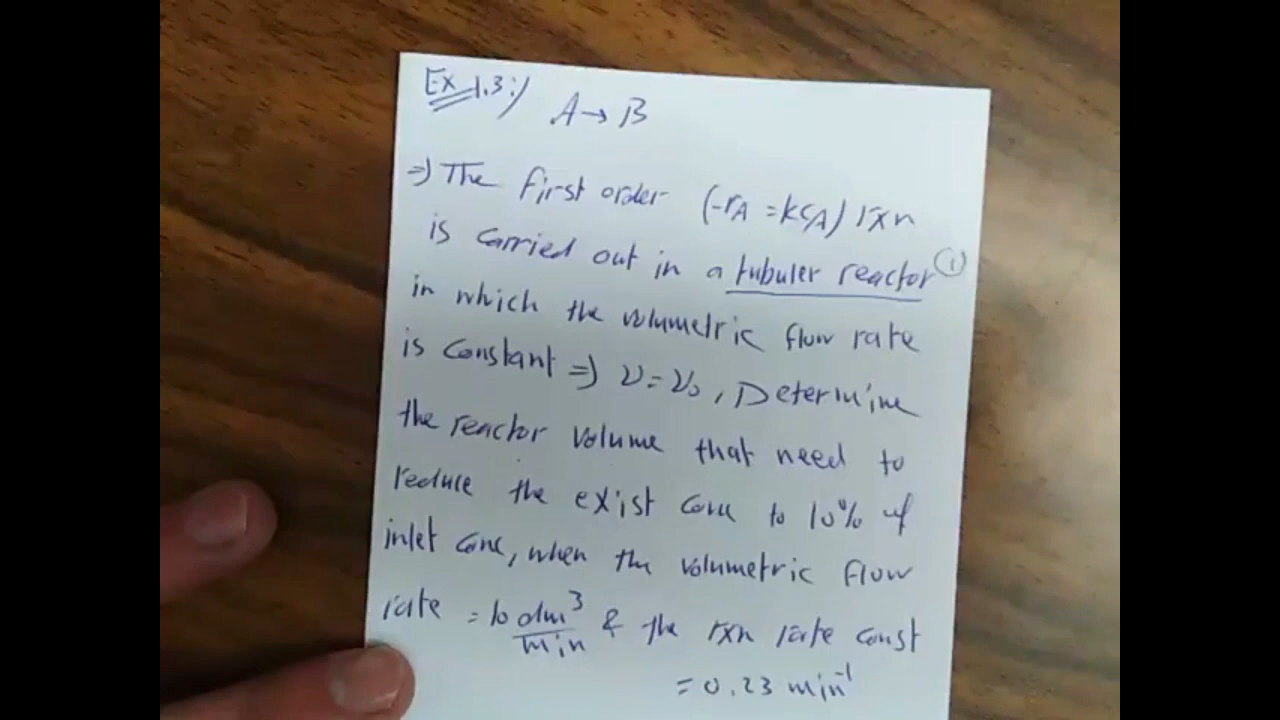 Ex 1.3:) A → B
⇒ The first order (-rA = kCA) rxn
is carried out in a tubuler reactor ①
in which the volumetric flow rate
is constant ⇒ ν = ν₀, Determine
the reactor volume that need to
reduce the exist conc to 10% of
inlet conc, when the volumetric flow
rate = 10 dm³/min & the rxn rate const
= 0.23 min⁻¹